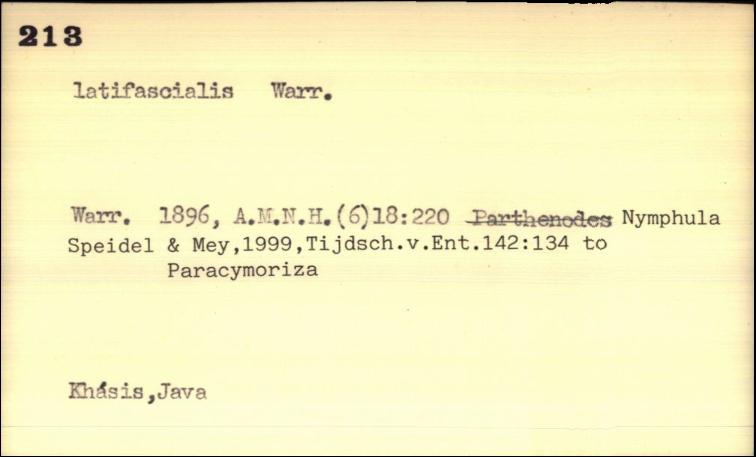 213
latifascialis Warr.
Warr. 1896, A.M.N.H.(6)18:220 Parthenodes Nymphula
Speidel & Mey,1999,Tijdsch.v.Ent.142:134 to
Paracymoriza
Khásis,Java